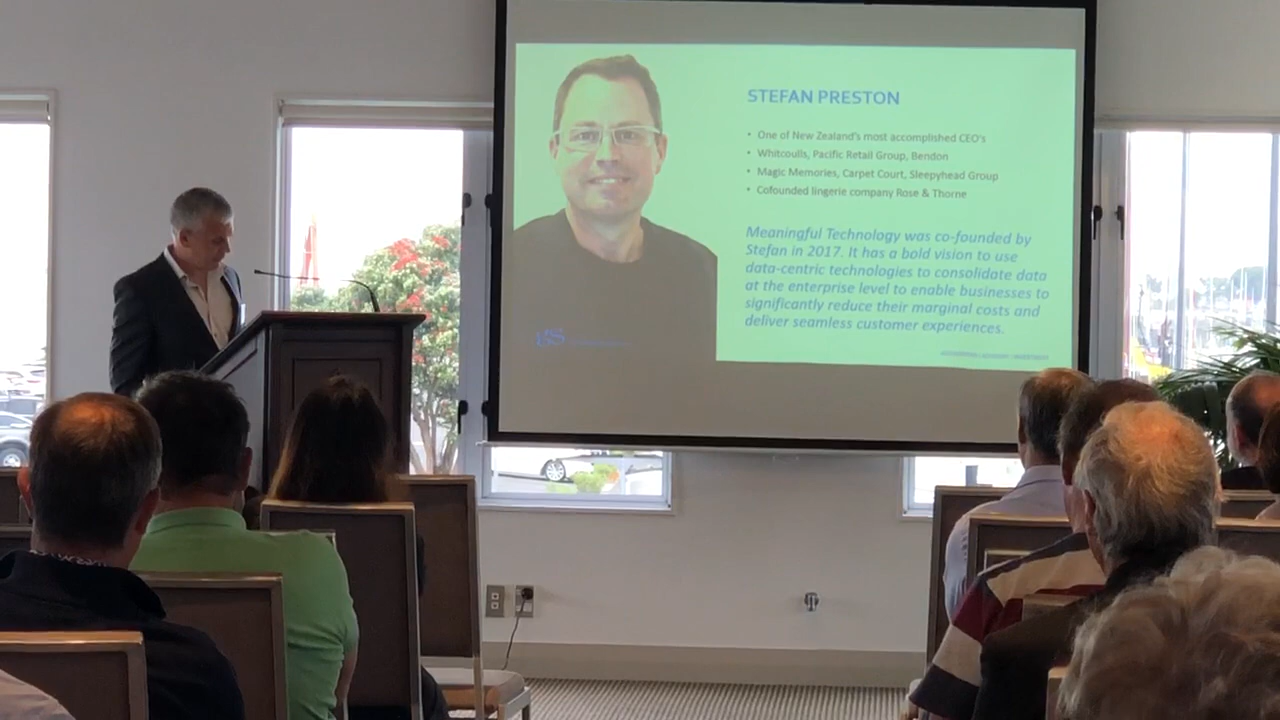 STEFAN PRESTON
• One of New Zealand's most accomplished CEO's
• Whitcoulls, Pacific Retail Group, Bendon
• Magic Memories, Carpet Court, Sleepyhead Group
• Cofounded lingerie company Rose & Thorne
Meaningful Technology was co-founded by
Stefan in 2017. It has a bold vision to use
data-centric technologies to consolidate data
at the enterprise level to enable businesses to
significantly reduce their marginal costs and
deliver seamless customer experiences.